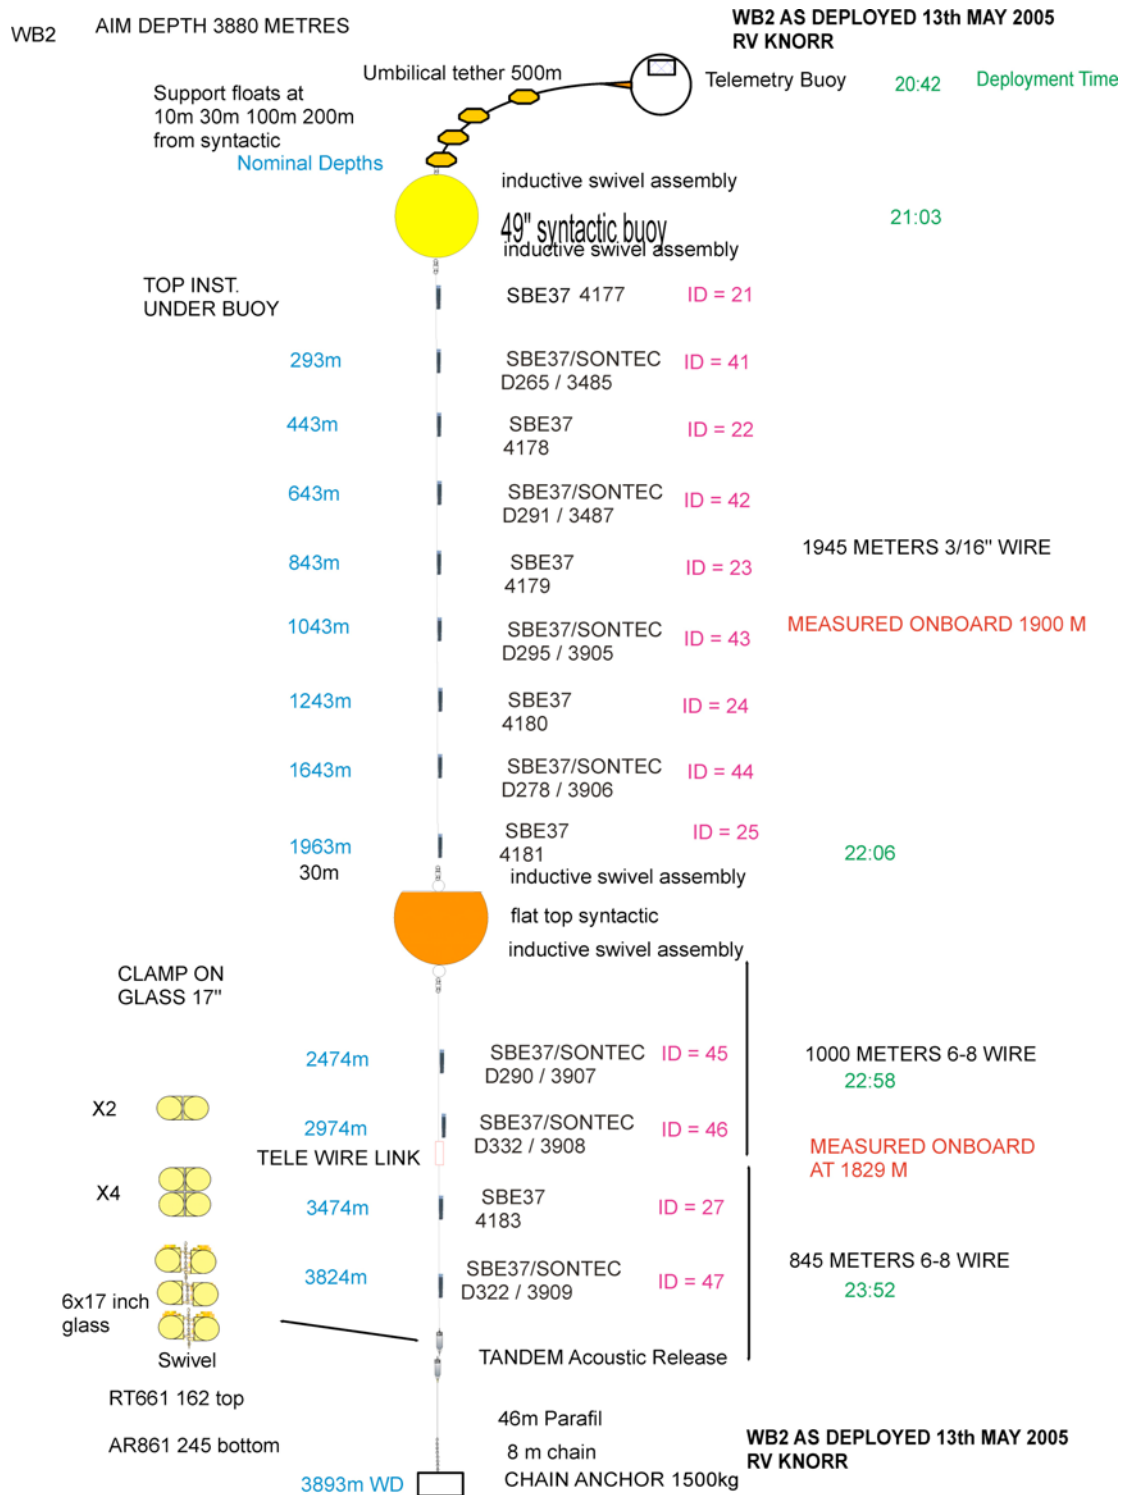 WB2
AIM DEPTH 3880 METRES
WB2 AS DEPLOYED 13th MAY 2005
RV KNORR
Umbilical tether 500m
Telemetry Buoy
20:42
Deployment Time
Support floats at
10m 30m 100m 200m
from syntactic
Nominal Depths
inductive swivel assembly
49" syntactic buoy
21:03
inductive swivel assembly
TOP INST.
UNDER BUOY
SBE37 4177
ID = 21
293m
SBE37/SONTEC
D265 / 3485
ID = 41
443m
SBE37
4178
ID = 22
643m
SBE37/SONTEC
D291 / 3487
ID = 42
843m
SBE37
4179
ID = 23
1945 METERS 3/16" WIRE
1043m
SBE37/SONTEC
D295 / 3905
ID = 43
MEASURED ONBOARD 1900 M
1243m
SBE37
4180
ID = 24
1643m
SBE37/SONTEC
D278 / 3906
ID = 44
1963m
SBE37
4181
ID = 25
22:06
30m
inductive swivel assembly
flat top syntactic
inductive swivel assembly
CLAMP ON
GLASS 17"
2474m
SBE37/SONTEC
D290 / 3907
ID = 45
1000 METERS 6-8 WIRE
22:58
X2
2974m
SBE37/SONTEC
D332 / 3908
ID = 46
TELE WIRE LINK
MEASURED ONBOARD
AT 1829 M
X4
3474m
SBE37
4183
ID = 27
3824m
SBE37/SONTEC
D322 / 3909
ID = 47
845 METERS 6-8 WIRE
23:52
6x17 inch
glass
Swivel
TANDEM Acoustic Release
RT661 162 top
46m Parafil
AR861 245 bottom
8 m chain
WB2 AS DEPLOYED 13th MAY 2005
RV KNORR
3893m WD
CHAIN ANCHOR 1500kg